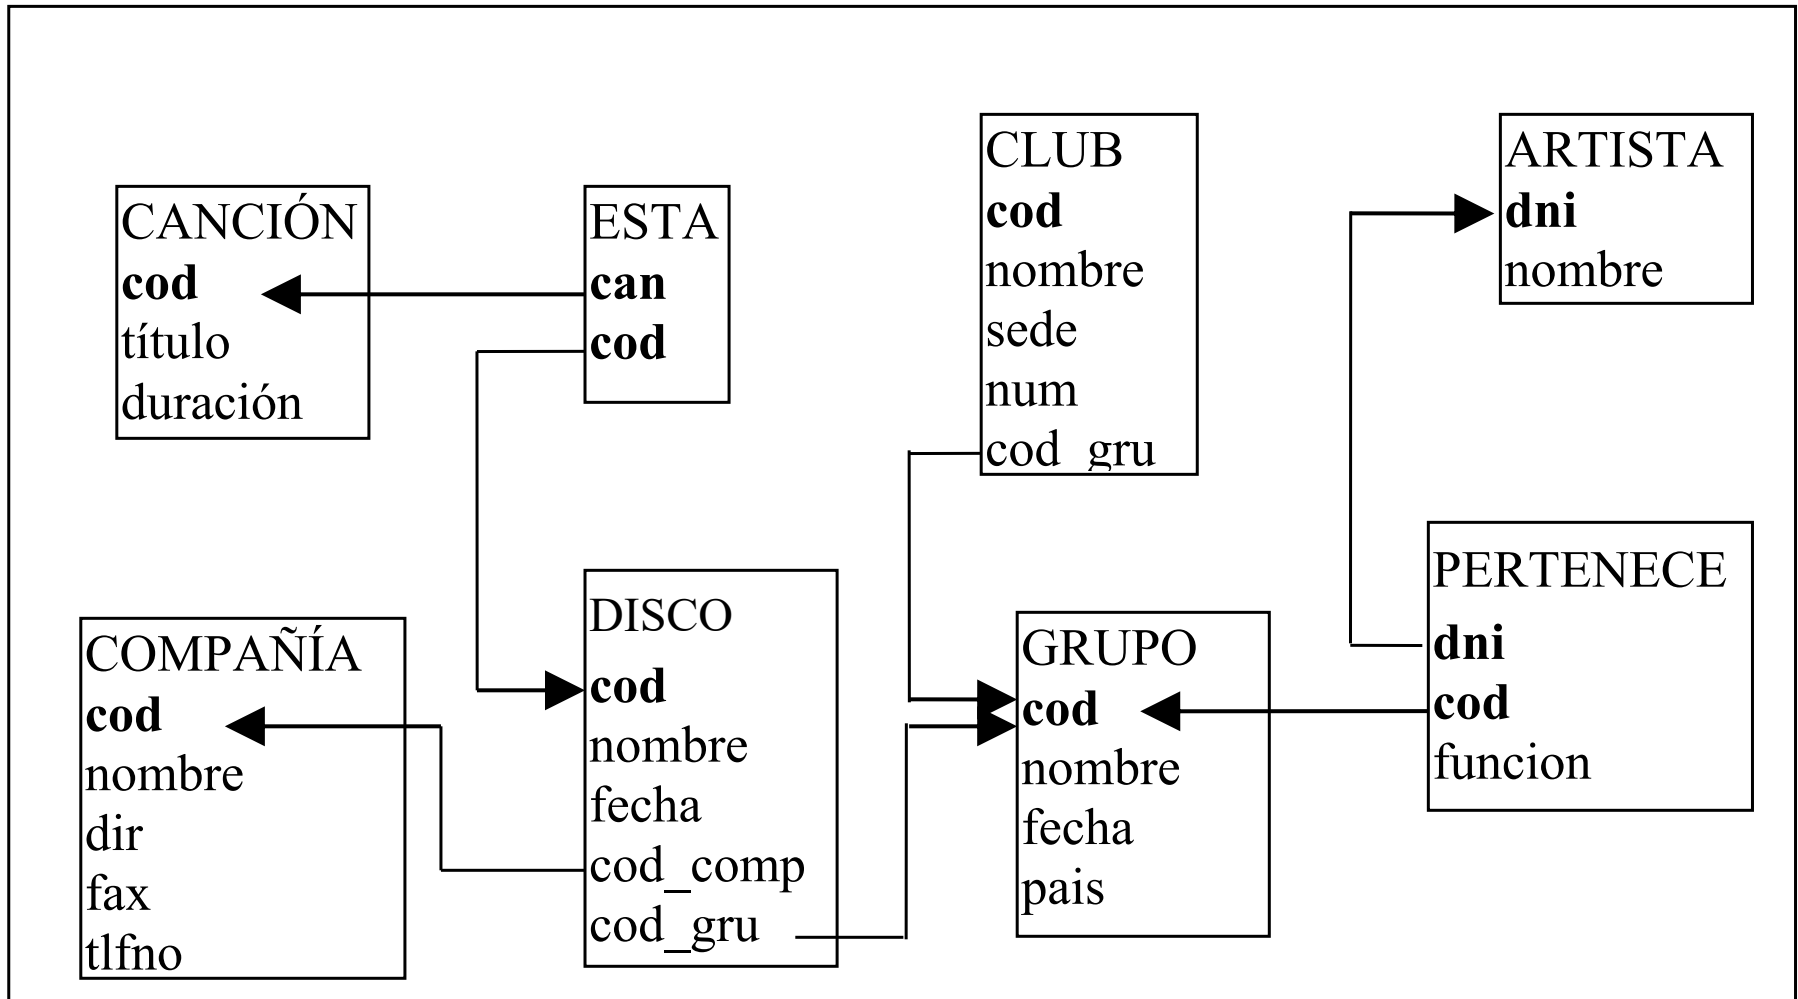 CANCIÓN
cod
título
duración
ESTA
can
cod
CLUB
cod
nombre
sede
num
cod_gru
ARTISTA
dni
nombre
COMPAÑÍA
cod
nombre
dir
fax
tlfno
DISCO
cod
nombre
fecha
cod_comp
cod_gru
GRUPO
cod
nombre
fecha
pais
PERTENECE
dni
cod
funcion